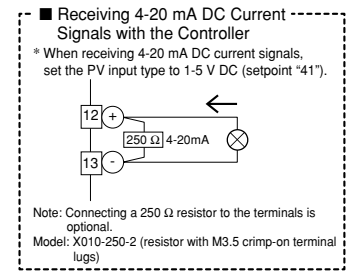 ■ Receiving 4-20 mA DC Current
Signals with the Controller
* When receiving 4-20 mA DC current signals,
set the PV input type to 1-5 V DC (setpoint “41”).
12 +
250 Ω 4-20mA
13 -
Note: Connecting a 250 Ω resistor to the terminals is
optional.
Model: X010-250-2 (resistor with M3.5 crimp-on terminal
lugs)